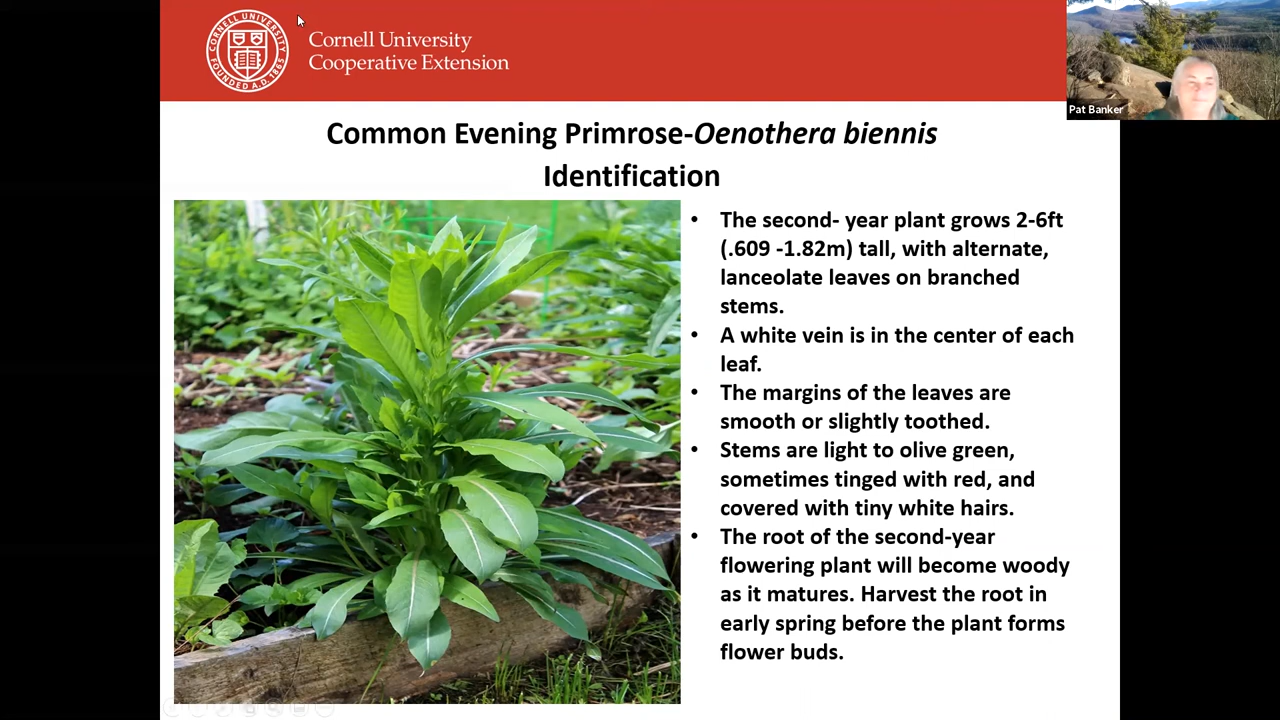 CORNELL UNIVERSITY
FOUNDED A.D. 1865
Cornell University
Cooperative Extension
Pat Banker
Common Evening Primrose-Oenothera biennis
Identification
• The second- year plant grows 2-6ft
(.609 -1.82m) tall, with alternate,
lanceolate leaves on branched
stems.
• A white vein is in the center of each
leaf.
• The margins of the leaves are
smooth or slightly toothed.
• Stems are light to olive green,
sometimes tinged with red, and
covered with tiny white hairs.
• The root of the second-year
flowering plant will become woody
as it matures. Harvest the root in
early spring before the plant forms
flower buds.